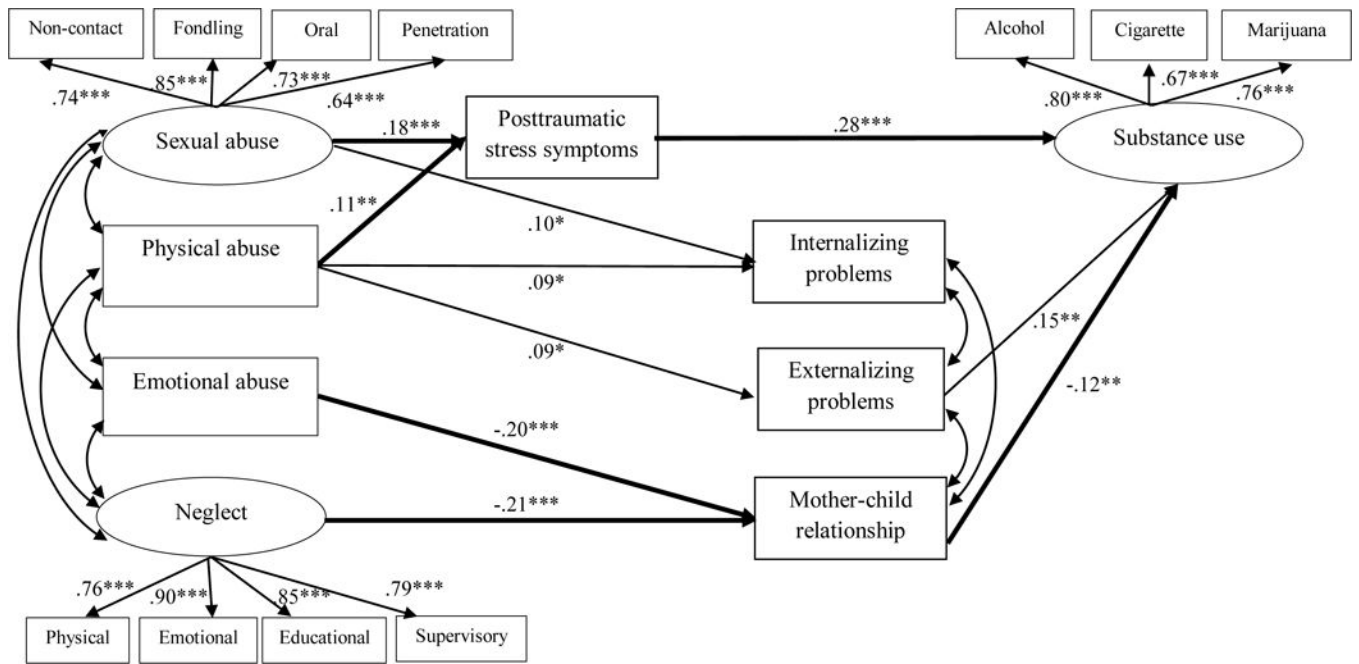 Non-contact
Fondling
Oral
Penetration
Alcohol
Cigarette
Marijuana
.74***
.85***
.73***
.64***
.80***
.67***
.76***
Sexual abuse
.18***
Posttraumatic
stress symptoms
.28***
Substance use
.11**
.10*
Physical abuse
.09*
Internalizing
problems
.09*
.15**
Emotional abuse
Externalizing
problems
-.12**
-.20***
Neglect
-.21***
Mother-child
relationship
.76***
.90***
.85***
.79***
Physical
Emotional
Educational
Supervisory